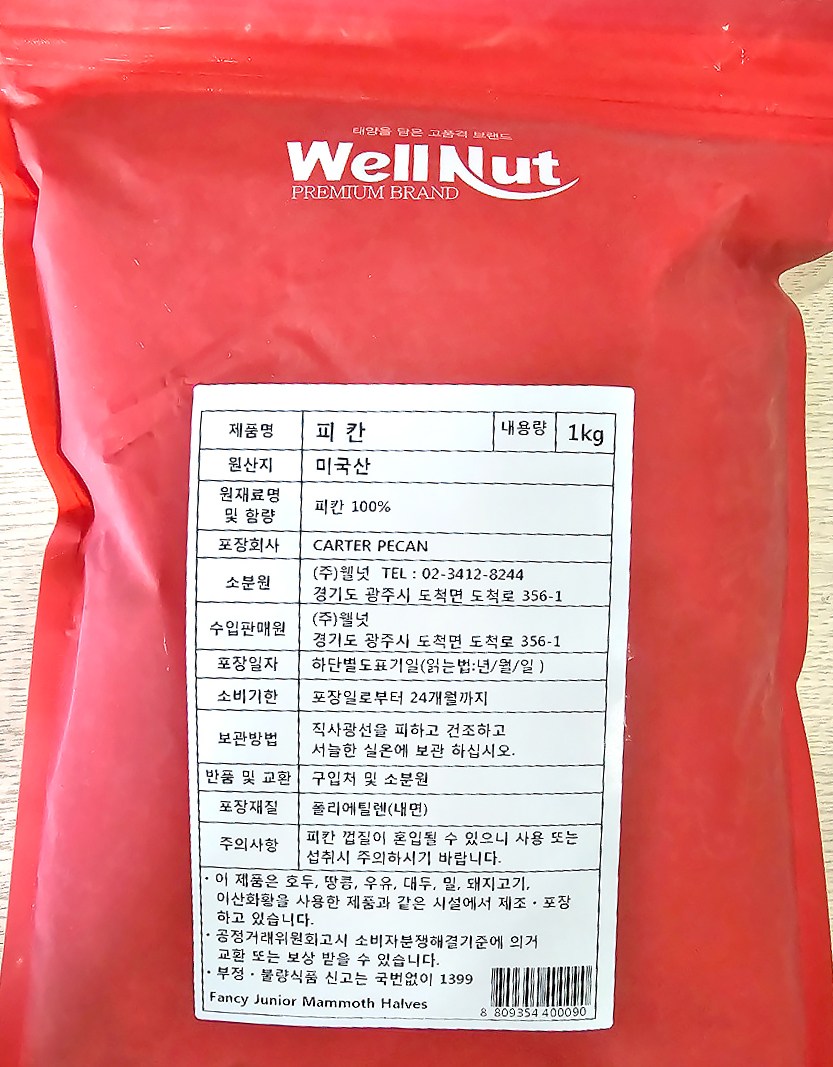 태양을 담은 고품격 브랜드
WellNut
PREMIUM BRAND
제품명 피 칸 내용량 1kg
원산지 미국산
원재료명
및 함량 피칸 100%
포장회사 CARTER PECAN
소분원 (주)웰넛 TEL : 02-3412-8244
경기도 광주시 도척면 도척로 356-1
수입판매원 (주)웰넛
경기도 광주시 도척면 도척로 356-1
포장일자 하단별도표기일(읽는법:년/월/일 )
소비기한 포장일로부터 24개월까지
보관방법 직사광선을 피하고 건조하고
서늘한 실온에 보관 하십시오.
반품 및 교환 구입처 및 소분원
포장재질 폴리에틸렌(내면)
주의사항 피칸 껍질이 혼입될 수 있으니 사용 또는
섭취시 주의하시기 바랍니다.
· 이 제품은 호두, 땅콩, 우유, 대두, 밀, 돼지고기,
이산화황을 사용한 제품과 같은 시설에서 제조 · 포장
하고 있습니다.
· 공정거래위원회고시 소비자분쟁해결기준에 의거
교환 또는 보상 받을 수 있습니다.
· 부정 · 불량식품 신고는 국번없이 1399
Fancy Junior Mammoth Halves
8 809354 400090